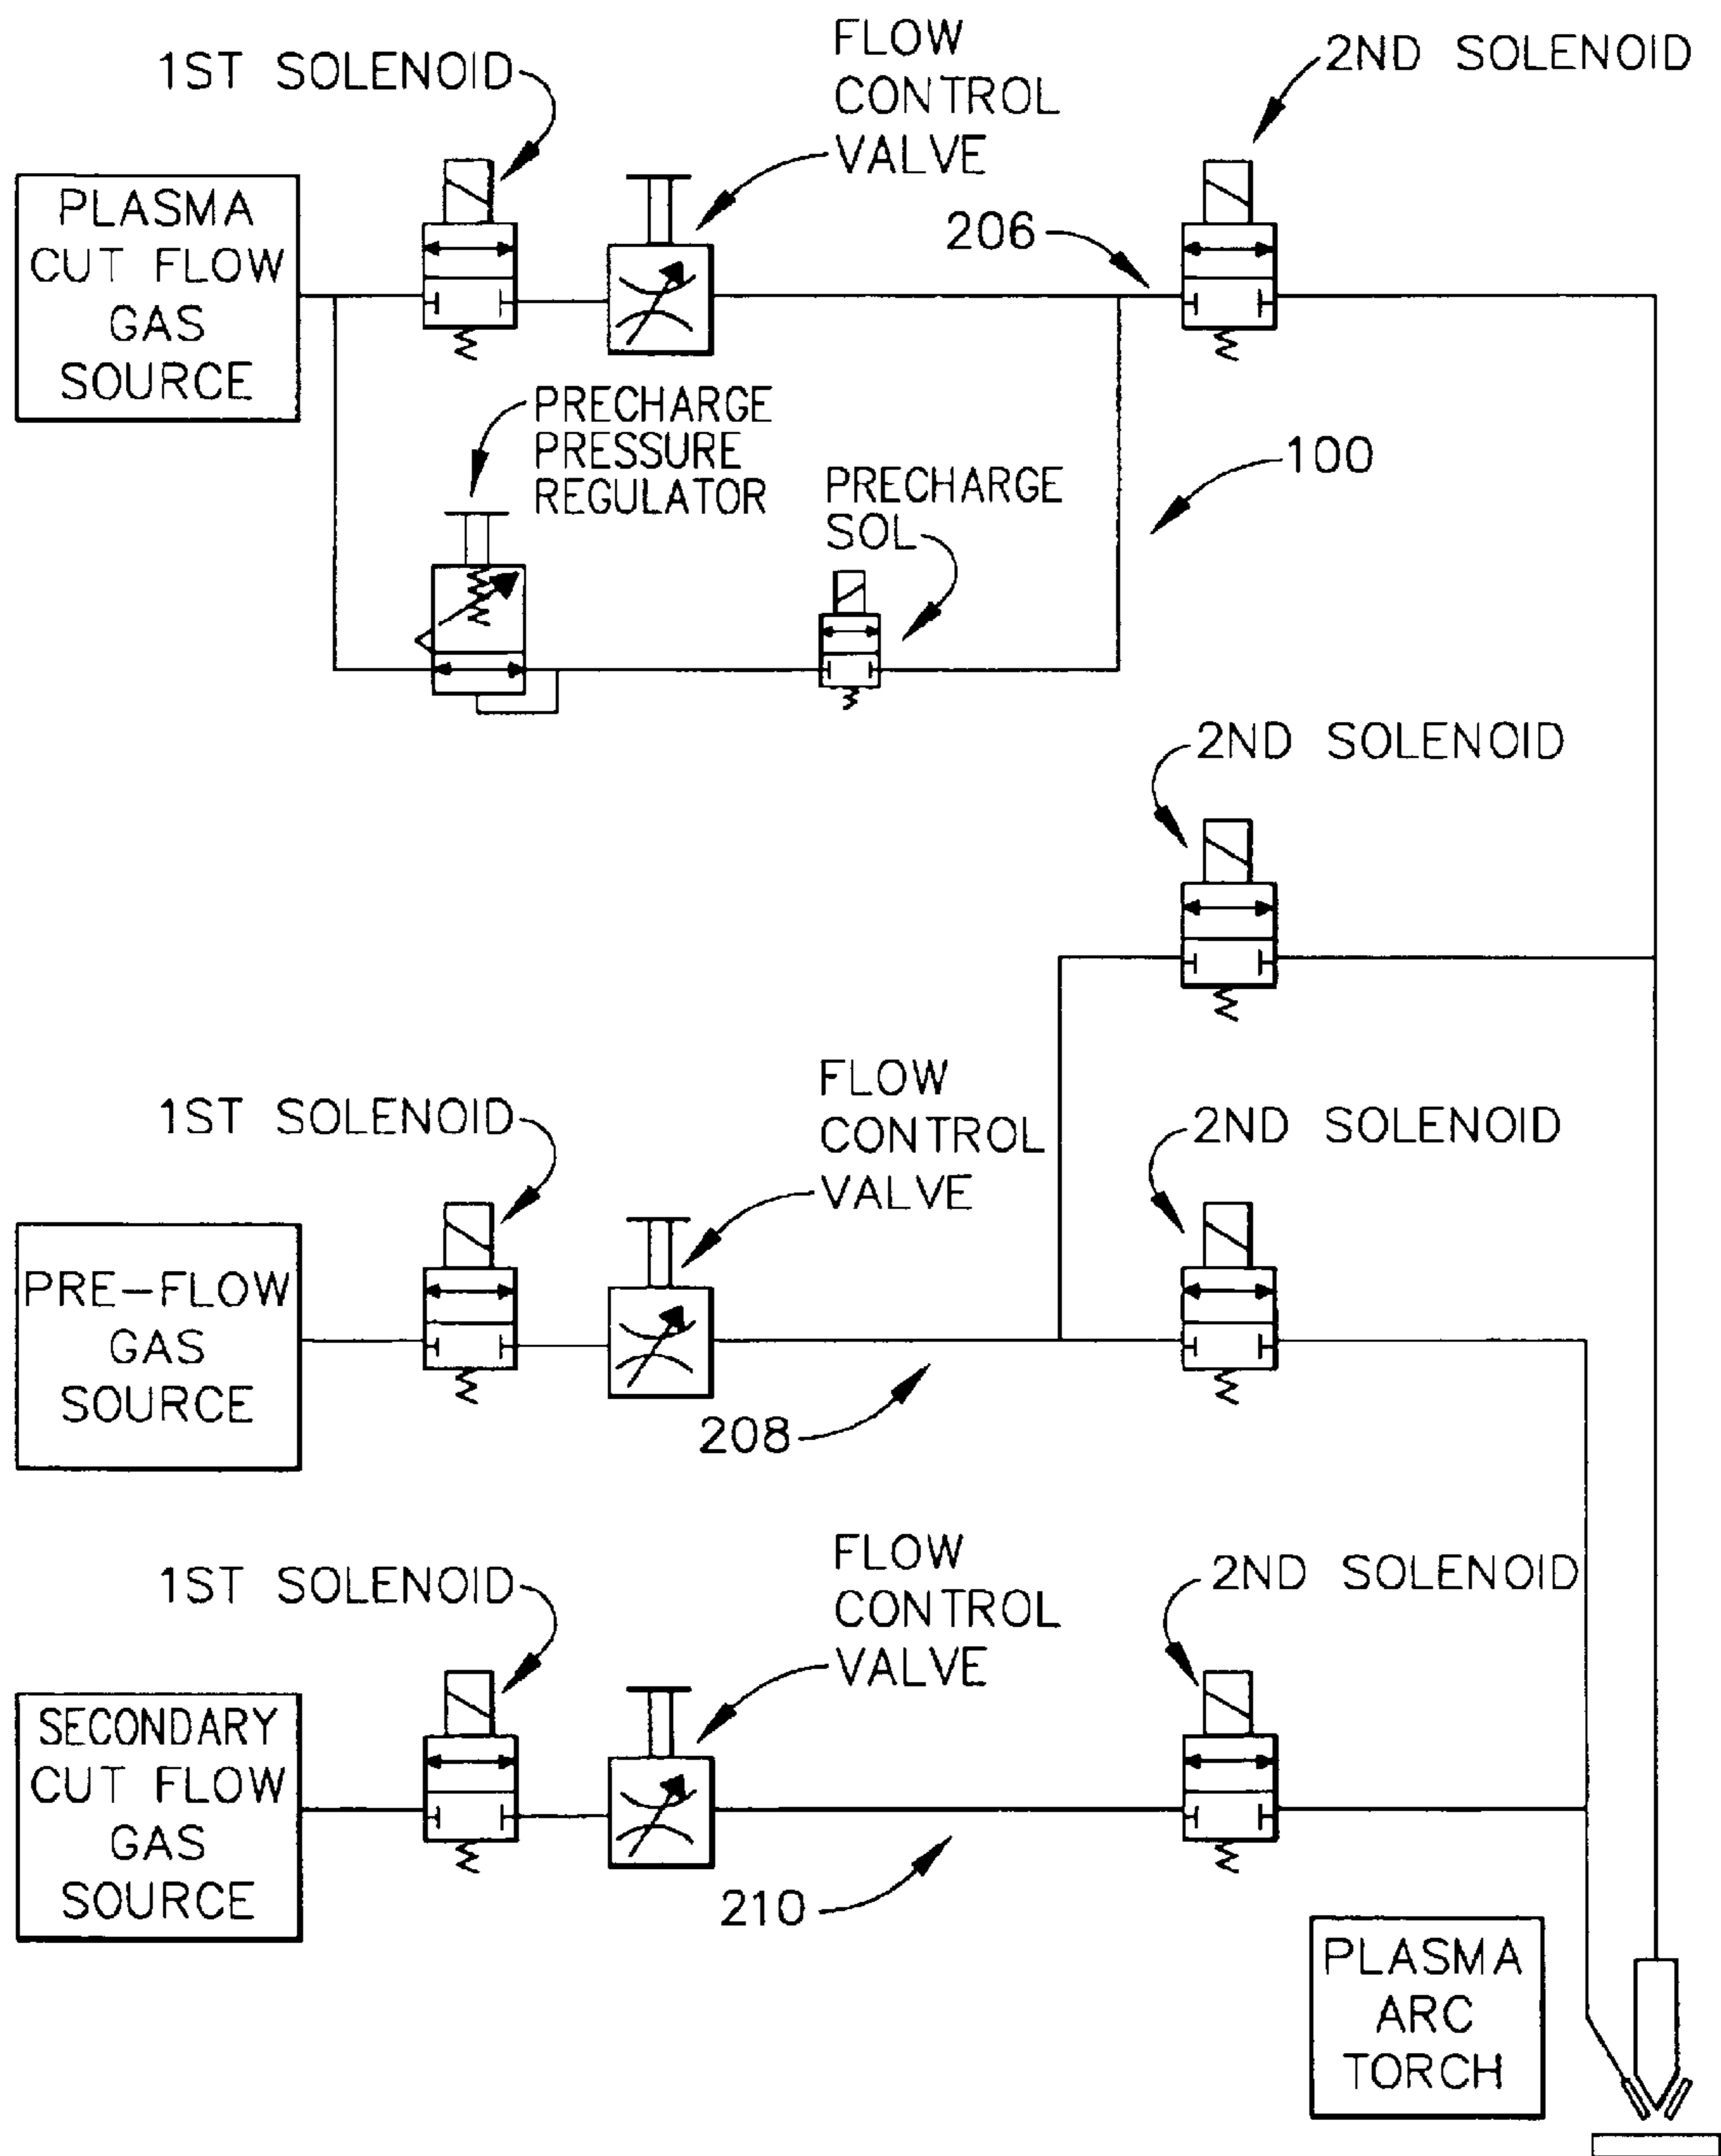 1ST SOLENOID
FLOW
CONTROL
VALVE
2ND SOLENOID
PLASMA
CUT FLOW
GAS
SOURCE
206
PRECHARGE
PRESSURE
REGULATOR
PRECHARGE
SOL
100
2ND SOLENOID
1ST SOLENOID
FLOW
CONTROL
VALVE
2ND SOLENOID
PRE-FLOW
GAS
SOURCE
208
1ST SOLENOID
FLOW
CONTROL
VALVE
2ND SOLENOID
SECONDARY
CUT FLOW
GAS
SOURCE
210
PLASMA
ARC
TORCH